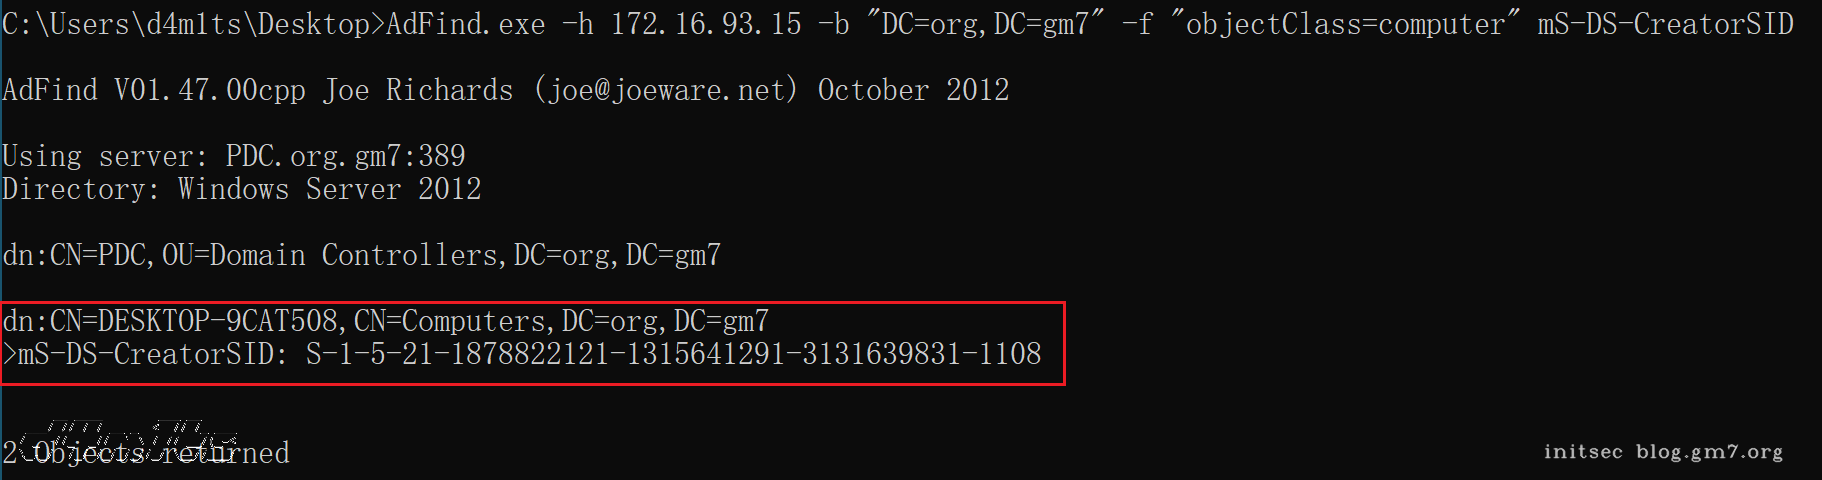 C:\Users\d4m1ts\Desktop>AdFind.exe -h 172.16.93.15 -b "DC=org,DC=gm7" -f "objectClass=computer" mS-DS-CreatorSID
AdFind V01.47.00cpp Joe Richards (joe@joeware.net) October 2012
Using server: PDC.org.gm7:389
Directory: Windows Server 2012
dn:CN=PDC,OU=Domain Controllers,DC=org,DC=gm7
dn:CN=DESKTOP-9CAT508,CN=Computers,DC=org,DC=gm7
>mS-DS-CreatorSID: S-1-5-21-1878822121-1315641291-3131639831-1108
2 Objects returned
initsec blog.gm7.org